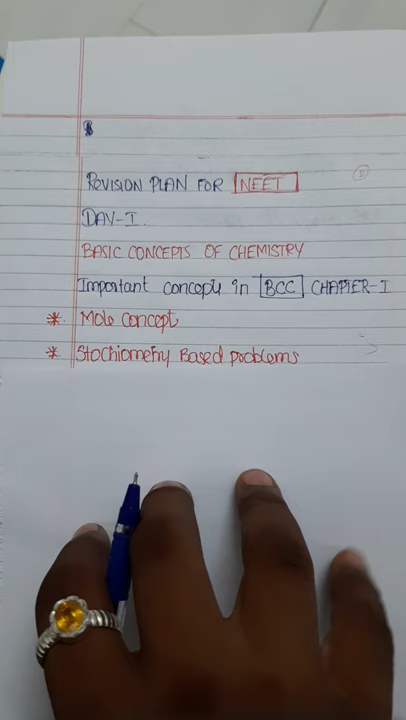 REVISION PLAN FOR NEET
DAY-I.
BASIC CONCEPTS OF CHEMISTRY
Important concepts in BCC CHAPTER-I
* Mole concept
* Stochiometry Based problems